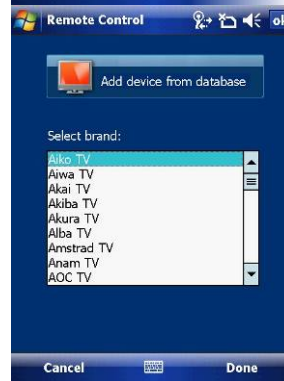 Remote Control
ok
Add device from database
Select brand:
Aiko TV
Aiwa TV
Akai TV
Akiba TV
Akura TV
Alba TV
Amstrad TV
Anam TV
AOC TV
Cancel
Done